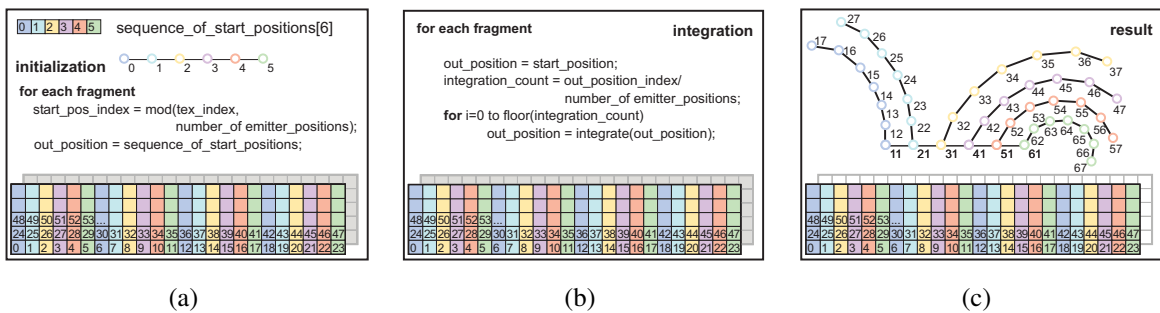 0 1 2 3 4 5 sequence_of_start_positions[6]
initialization
0 1 2 3 4 5
for each fragment
start_pos_index = mod(tex_index,
number_of emitter_positions);
out_position = sequence_of_start_positions;
48 49 50 51 52 53 ...
24 25 26 27 28 29 30 31 32 33 34 35 36 37 38 39 40 41 42 43 44 45 46 47
0 1 2 3 4 5 6 7 8 9 10 11 12 13 14 15 16 17 18 19 20 21 22 23
(a)
for each fragment
integration
out_position = start_position;
integration_count = out_position_index/
number_of emitter_positions;
for i=0 to floor(integration_count)
out_position = integrate(out_position);
48 49 50 51 52 53 ...
24 25 26 27 28 29 30 31 32 33 34 35 36 37 38 39 40 41 42 43 44 45 46 47
0 1 2 3 4 5 6 7 8 9 10 11 12 13 14 15 16 17 18 19 20 21 22 23
(b)
result
17 16 15 14 13 12 11
27 26 25 24 23 22 21
37 36 35 34 33 32 31
47 46 45 44 43 42 41
57 56 55 54 53 52 51
67 66 65 64 63 62 61
48 49 50 51 52 53 ...
24 25 26 27 28 29 30 31 32 33 34 35 36 37 38 39 40 41 42 43 44 45 46 47
0 1 2 3 4 5 6 7 8 9 10 11 12 13 14 15 16 17 18 19 20 21 22 23
(c)